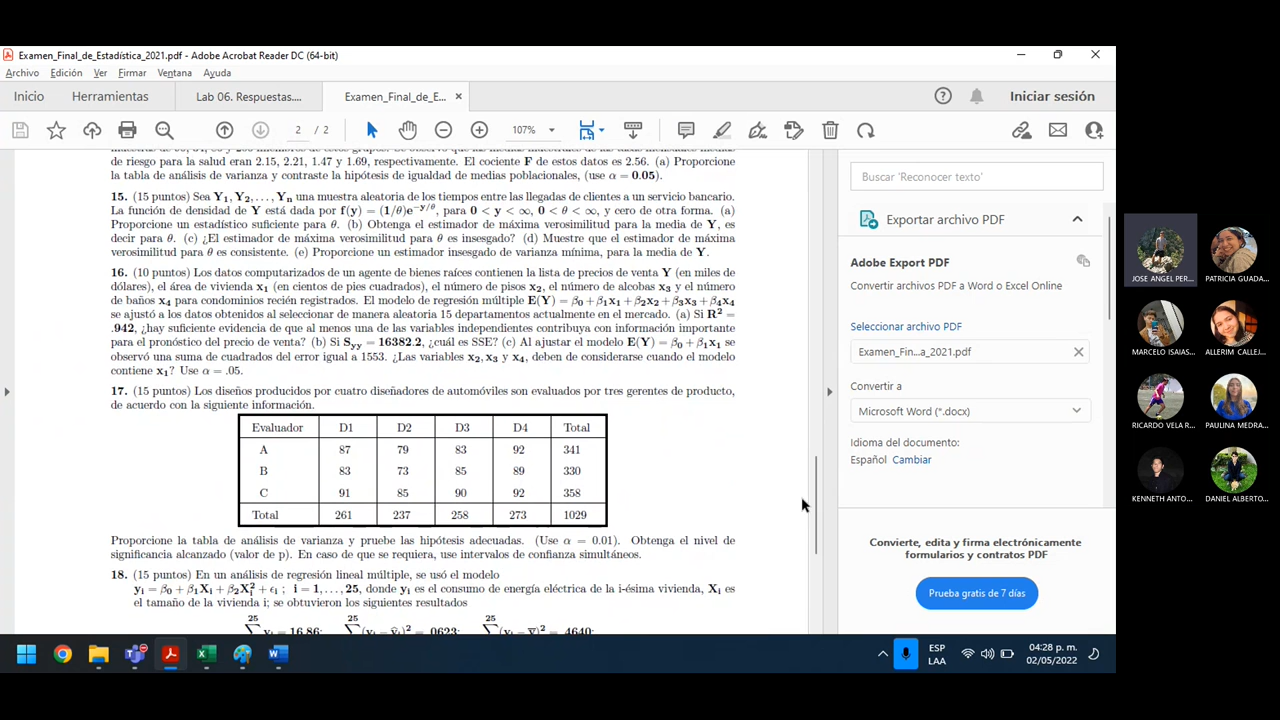 Examen_Final_de_Estadística_2021.pdf - Adobe Acrobat Reader DC (64-bit)
Archivo Edición Ver Firmar Ventana Ayuda
Inicio Herramientas Lab 06. Respuestas.... Examen_Final_de_E... × Iniciar sesión
2 / 2 107%
de riesgo para la salud eran 2.15, 2.21, 1.47 y 1.69, respectivamente. El cociente F de estos datos es 2.56. (a) Proporcione
la tabla de análisis de varianza y contraste la hipótesis de igualdad de medias poblacionales, (use α = 0.05).
15. (15 puntos) Sea Y₁, Y₂, . . . , Yₙ una muestra aleatoria de los tiempos entre las llegadas de clientes a un servicio bancario.
La función de densidad de Y está dada por f(y) = (1/θ)e^{−y/θ}, para 0 < y < ∞, 0 < θ < ∞, y cero de otra forma. (a)
Proporcione un estadístico suficiente para θ. (b) Obtenga el estimador de máxima verosimilitud para la media de Y, es
decir para θ. (c) ¿El estimador de máxima verosimilitud para θ es insesgado? (d) Muestre que el estimador de máxima
verosimilitud para θ es consistente. (e) Proporcione un estimador insesgado de varianza mínima, para la media de Y.
16. (10 puntos) Los datos computarizados de un agente de bienes raíces contienen la lista de precios de venta Y (en miles de
dólares), el área de vivienda x₁ (en cientos de pies cuadrados), el número de pisos x₂, el número de alcobas x₃ y el número
de baños x₄ para condominios recién registrados. El modelo de regresión múltiple E(Y) = β₀ + β₁x₁ + β₂x₂ + β₃x₃ + β₄x₄
se ajustó a los datos obtenidos al seleccionar de manera aleatoria 15 departamentos actualmente en el mercado. (a) Si R² =
.942, ¿hay suficiente evidencia de que al menos una de las variables independientes contribuya con información importante
para el pronóstico del precio de venta? (b) Si Sᵧᵧ = 16382.2, ¿cuál es SSE? (c) Al ajustar el modelo E(Y) = β₀ + β₁x₁ se
observó una suma de cuadrados del error igual a 1553. ¿Las variables x₂, x₃ y x₄, deben de considerarse cuando el modelo
contiene x₁? Use α = .05.
17. (15 puntos) Los diseños producidos por cuatro diseñadores de automóviles son evaluados por tres gerentes de producto,
de acuerdo con la siguiente información.
Evaluador D1 D2 D3 D4 Total
A 87 79 83 92 341
B 83 73 85 89 330
C 91 85 90 92 358
Total 261 237 258 273 1029
Proporcione la tabla de análisis de varianza y pruebe las hipótesis adecuadas. (Use α = 0.01). Obtenga el nivel de
significancia alcanzado (valor de p). En caso de que se requiera, use intervalos de confianza simultáneos.
18. (15 puntos) En un análisis de regresión lineal múltiple, se usó el modelo
yᵢ = β₀ + β₁Xᵢ + β₂Xᵢ² + ϵᵢ ; i = 1, . . . , 25, donde yᵢ es el consumo de energía eléctrica de la i-ésima vivienda, Xᵢ es
el tamaño de la vivienda i; se obtuvieron los siguientes resultados
25 25 25
∑ yᵢ = 16.86; ∑ (yᵢ − ŷᵢ)² = .0623; ∑ (yᵢ − ȳ)² = .4640;
Buscar 'Reconocer texto'
Exportar archivo PDF
Adobe Export PDF
Convertir archivos PDF a Word o Excel Online
Seleccionar archivo PDF
Examen_Fin...a_2021.pdf ×
Convertir a
Microsoft Word (*.docx)
Idioma del documento:
Español Cambiar
Convierte, edita y firma electrónicamente
formularios y contratos PDF
Prueba gratis de 7 días
JOSE ANGEL PER... PATRICIA GUADA...
MARCELO ISAIAS... ALLERIM CALLEJ...
RICARDO VELA R... PAULINA MEDRA...
KENNETH ANTO... DANIEL ALBERTO...
ESP
LAA
04:28 p. m.
02/05/2022